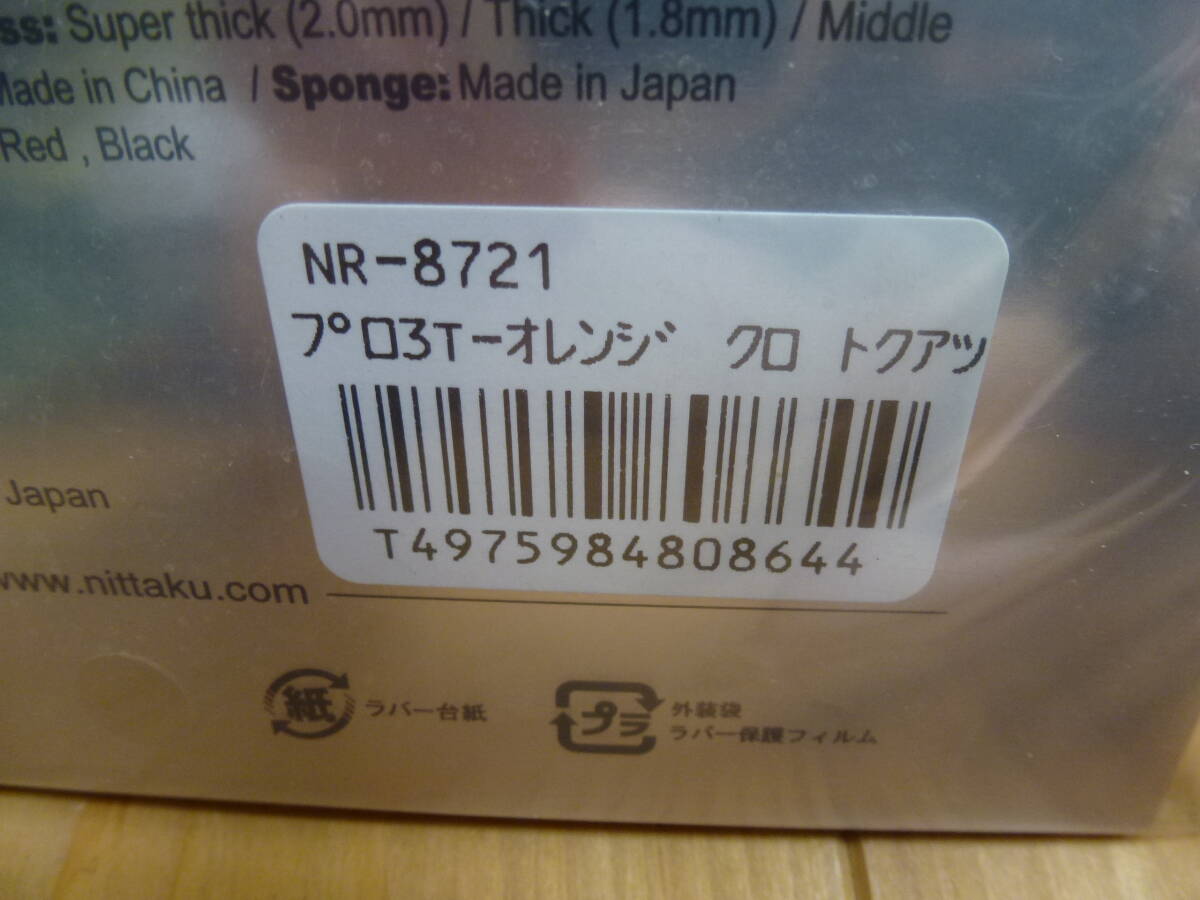 ss: Super thick (2.0mm) / Thick (1.8mm) / Middle
Made in China / Sponge: Made in Japan
Red , Black
NR-8721
プロ3Tーオレンジ クロ トクアツ
T4975984808644
Japan
www.nittaku.com
紙 ラバー台紙
プラ 外装袋
ラバー保護フィルム